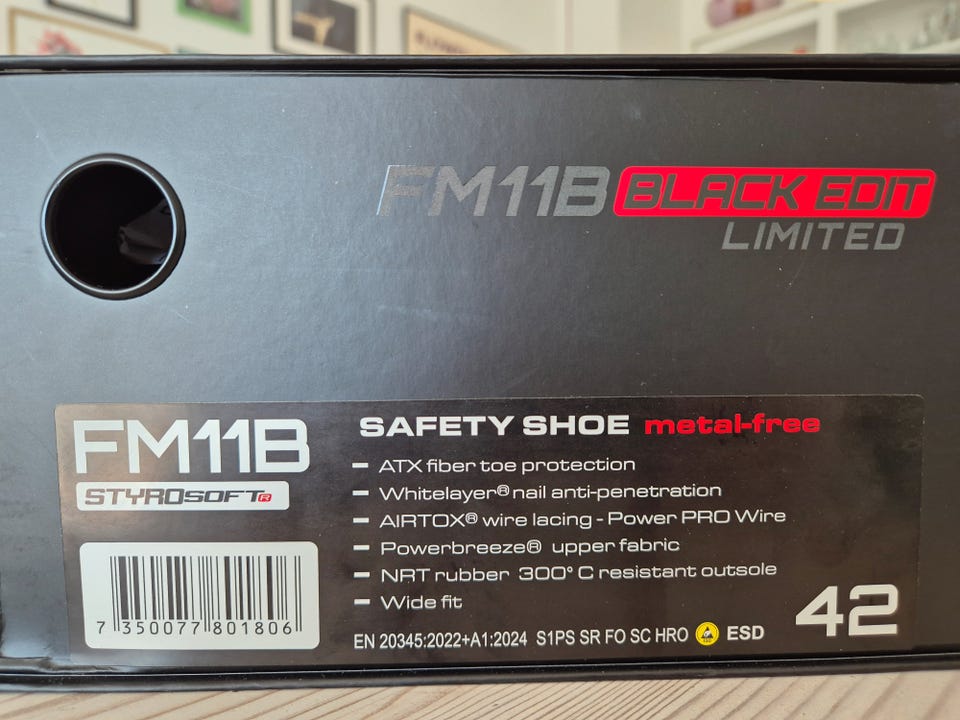 FM11B BLACK EDIT
LIMITED
FM11B
STYROSOFT®
7 350077 801806
SAFETY SHOE metal-free
- ATX fiber toe protection
- Whitelayer® nail anti-penetration
- AIRTOX® wire lacing - Power PRO Wire
- Powerbreeze® upper fabric
- NRT rubber 300° C resistant outsole
- Wide fit
EN 20345:2022+A1:2024 S1PS SR FO SC HRO ESD
42